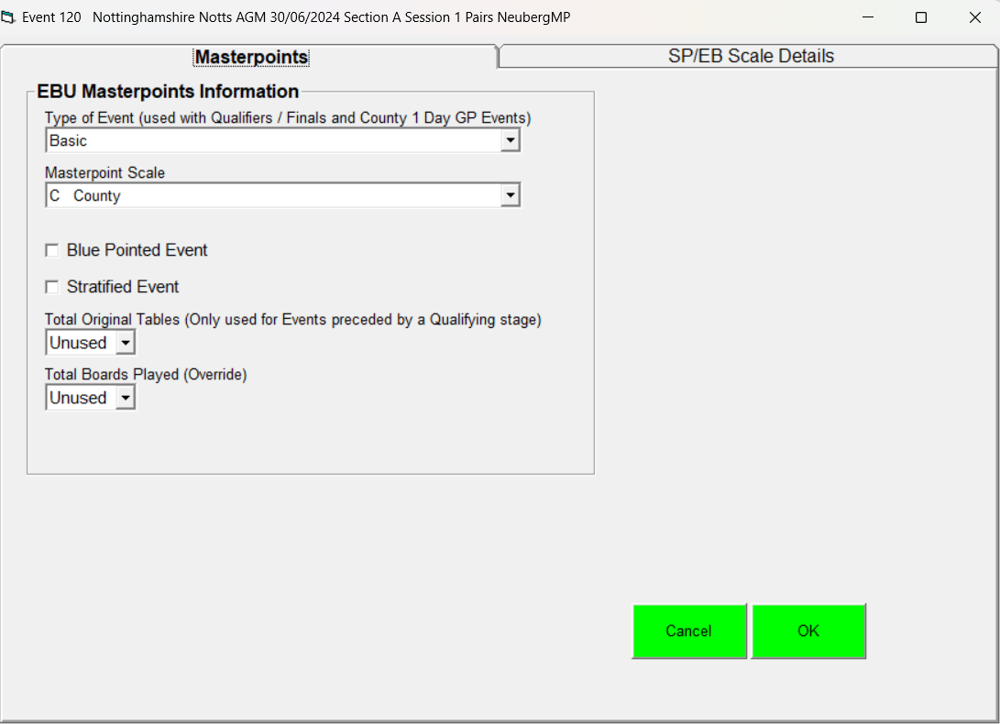 Event 120   Nottinghamshire Notts AGM 30/06/2024 Section A Session 1 Pairs NeubergMP
Masterpoints
SP/EB Scale Details
EBU Masterpoints Information
Type of Event (used with Qualifiers / Finals and County 1 Day GP Events)
Basic
Masterpoint Scale
C   County
Blue Pointed Event
Stratified Event
Total Original Tables (Only used for Events preceded by a Qualifying stage)
Unused
Total Boards Played (Override)
Unused
Cancel
OK